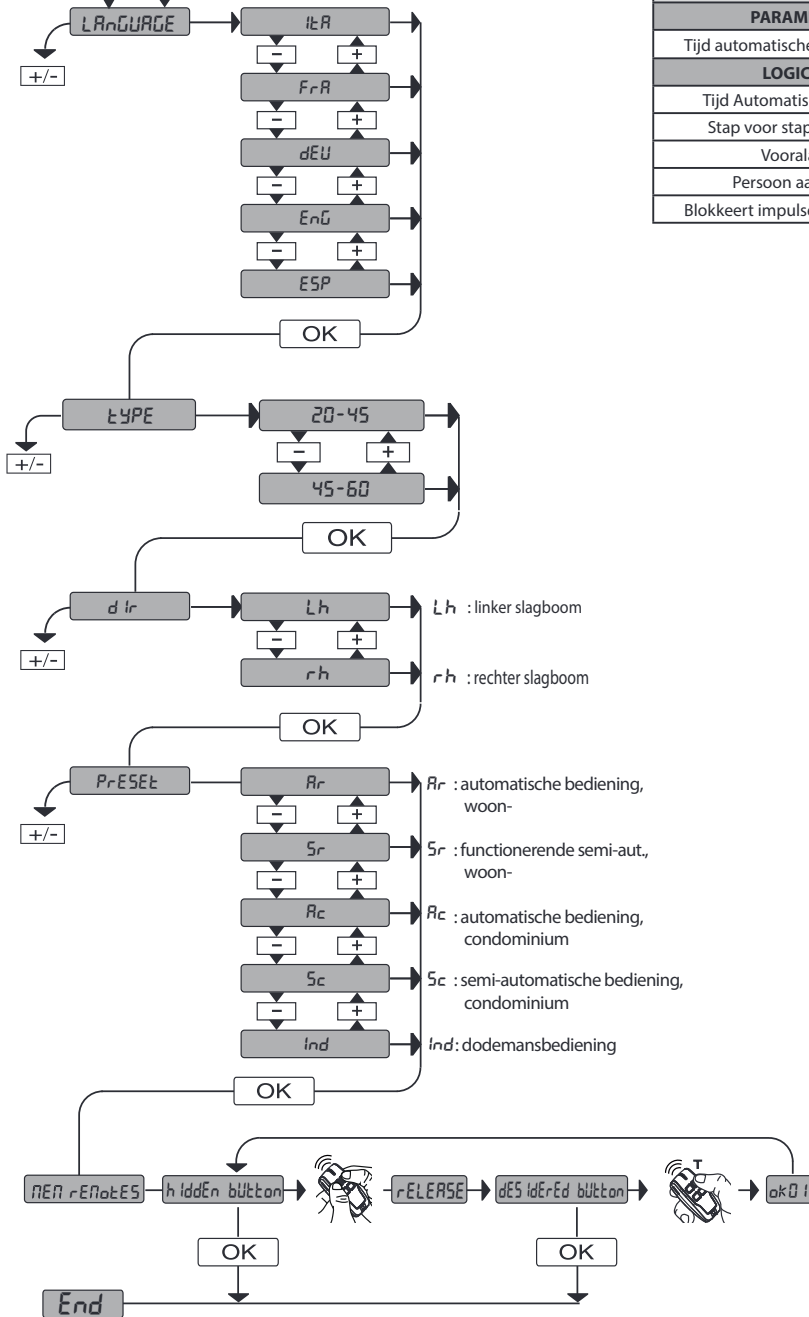 LAnGUAGE
ItA
PARAM
+/-
-
+
Tijd automatische
FrA
LOGIC
-
+
Tijd Automatis
dEU
Stap voor stap
-
+
Voorala
EnG
Persoon aa
-
+
Blokkeert impuls
ESP
OK
tYPE
20-45
+/-
-
+
45-60
OK
dIr
Lh
Lh : linker slagboom
+/-
-
+
rh
rh : rechter slagboom
OK
PrESEt
Ar
Ar : automatische bediening,
woon-
+/-
-
+
Sr
Sr : functionerende semi-aut.,
woon-
-
+
Ac
Ac : automatische bediening,
condominium
-
+
Sc
Sc : semi-automatische bediening,
condominium
-
+
Ind
Ind: dodemansbediening
OK
MEM rEMotES
hIddEn bUtton
rELEASE
dESIdErEd bUtton
T
ok01
OK
OK
End